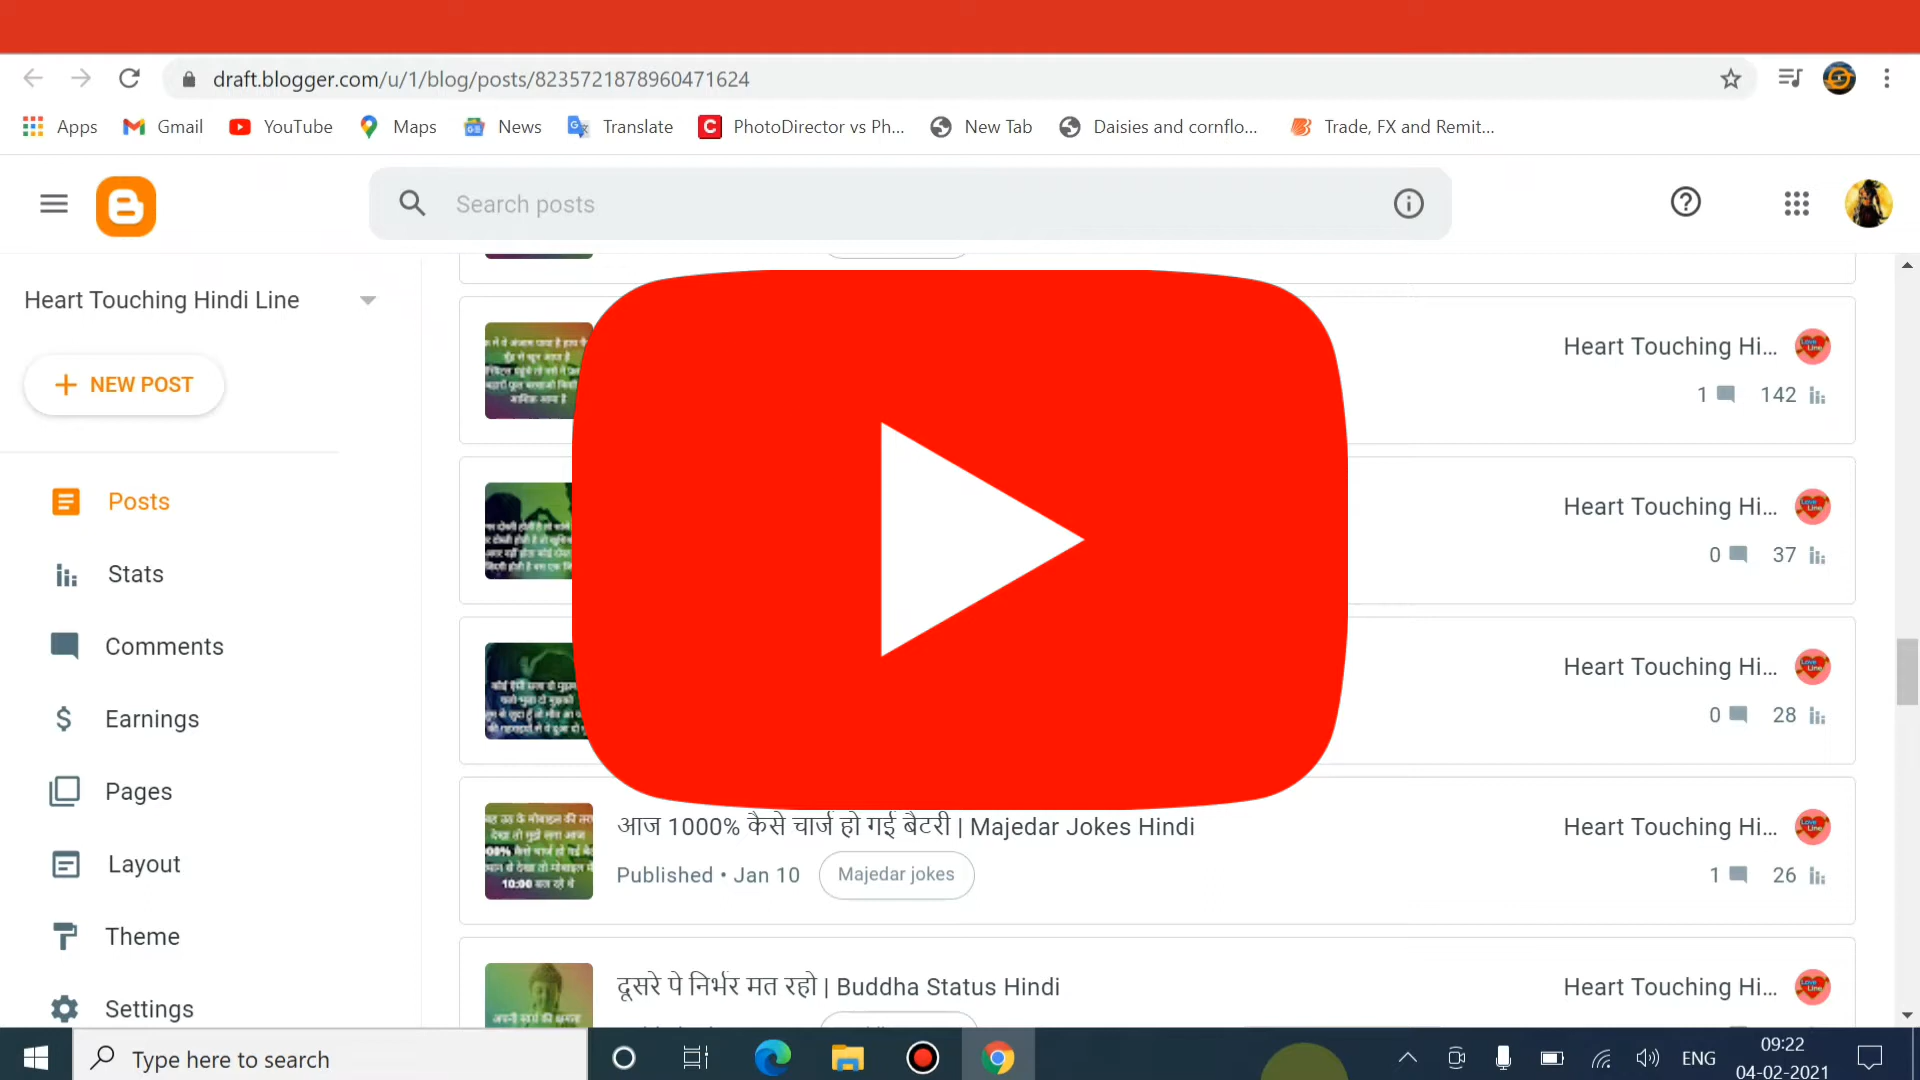 draft.blogger.com/u/1/blog/posts/8235721878960471624
Apps Gmail YouTube Maps News Translate PhotoDirector vs Ph... New Tab Daisies and cornflo... Trade, FX and Remit...
Search posts
Heart Touching Hindi Line
NEW POST
Posts
Stats
Comments
Earnings
Pages
Layout
Theme
Settings
Heart Touching Hi...
1 142
Heart Touching Hi...
0 37
Heart Touching Hi...
0 28
आज 1000% कैसे चार्ज हो गई बैटरी | Majedar Jokes Hindi Heart Touching Hi...
Published • Jan 10 Majedar jokes 1 26
दूसरे पे निर्भर मत रहो | Buddha Status Hindi Heart Touching Hi...
Type here to search
ENG
09:22
04-02-2021